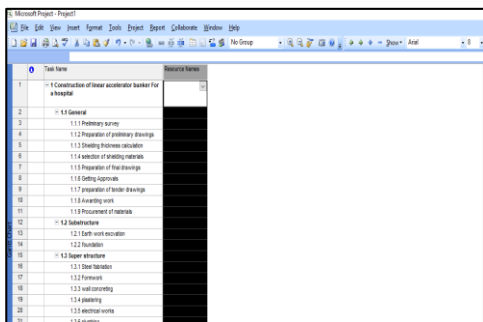 Microsoft Project - Project1
File Edit View Insert Format Tools Project Report Collaborate Window Help
No Group Show Arial 8
Task Name Resource Names
1 1 Construction of linear accelerator bunker For
a hospital
2 1.1 General
3 1.1.1 Preliminary survey
4 1.1.2 Preparation of preliminary drawings
5 1.1.3 Shielding thickness calculation
6 1.1.4 selection of shielding materials
7 1.1.5 Preparation of final drawings
8 1.1.6 Getting Approvals
9 1.1.7 preparation of tender drawings
10 1.1.8 Awarding work
11 1.1.9 Procurement of materials
12 1.2 Substructure
13 1.2.1 Earth work excavation
14 1.2.2 foundation
15 1.3 Super structure
16 1.3.1 Steel fabriation
17 1.3.2 Formwork
18 1.3.3 wall concreting
19 1.3.4 plastering
20 1.3.5 electrical works
21 1.3.6 plumbing